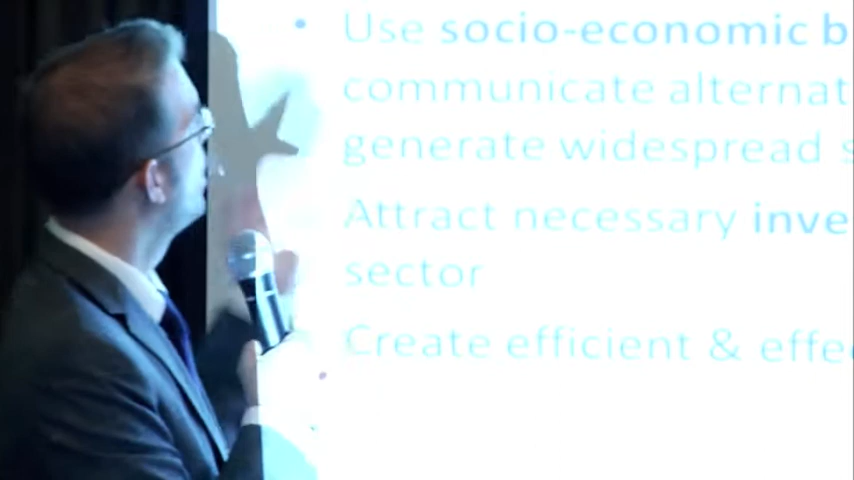 Use socio-economic b
communicate alternat
generate widespread s
Attract necessary inve
sector
Create efficient & effe